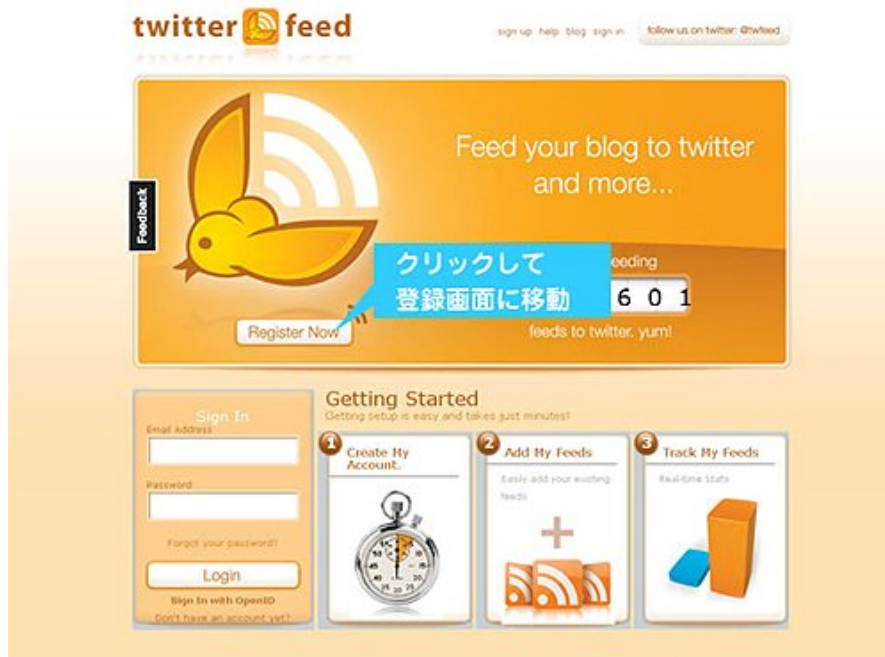 twitter feed
sign up help blog sign in
follow us on twitter: @twfeed
Feed your blog to twitter
and more...
Feedback
クリックして
登録画面に移動
eeding
6 0 1
Register Now
feeds to twitter. yum!
Sign In
Email Address
Password
Forgot your password?
Login
Sign In with OpenID
Don't have an account yet?
Getting Started
Getting setup is easy and takes just minutes!
1
Create My
Account.
2
Add My Feeds
Easily add your existing
feeds
3
Track My Feeds
Real-time Stats